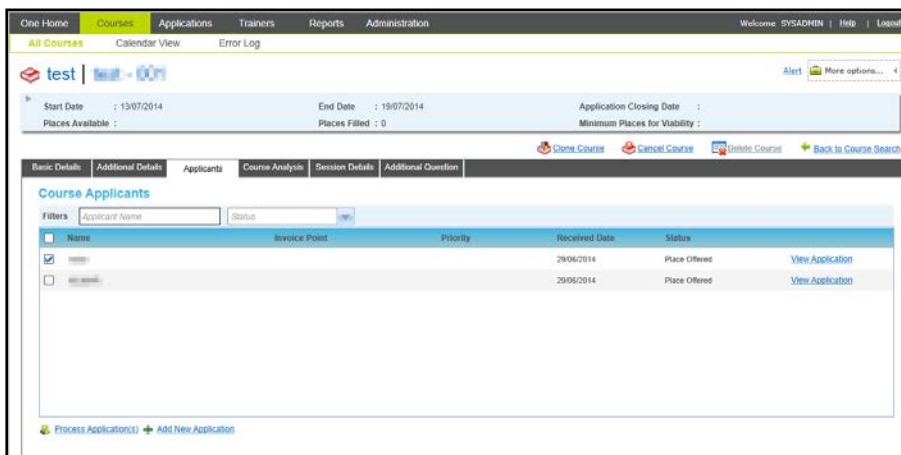 One Home Courses Applications Trainers Reports Administration Welcome SYSADMIN | Help | Logout
All Courses Calendar View Error Log
test |
Alert More options...
Start Date : 13/07/2014 End Date : 19/07/2014 Application Closing Date :
Places Available : Places Filled : 0 Minimum Places for Viability :
Clone Course Cancel Course Delete Course Back to Course Search
Basic Details Additional Details Applicants Course Analysis Session Details Additional Question
Course Applicants
Filters Applicant Name Status
Name Invoice Point Priority Received Date Status
29/06/2014 Place Offered View Application
29/06/2014 Place Offered View Application
Process Application(s) Add New Application